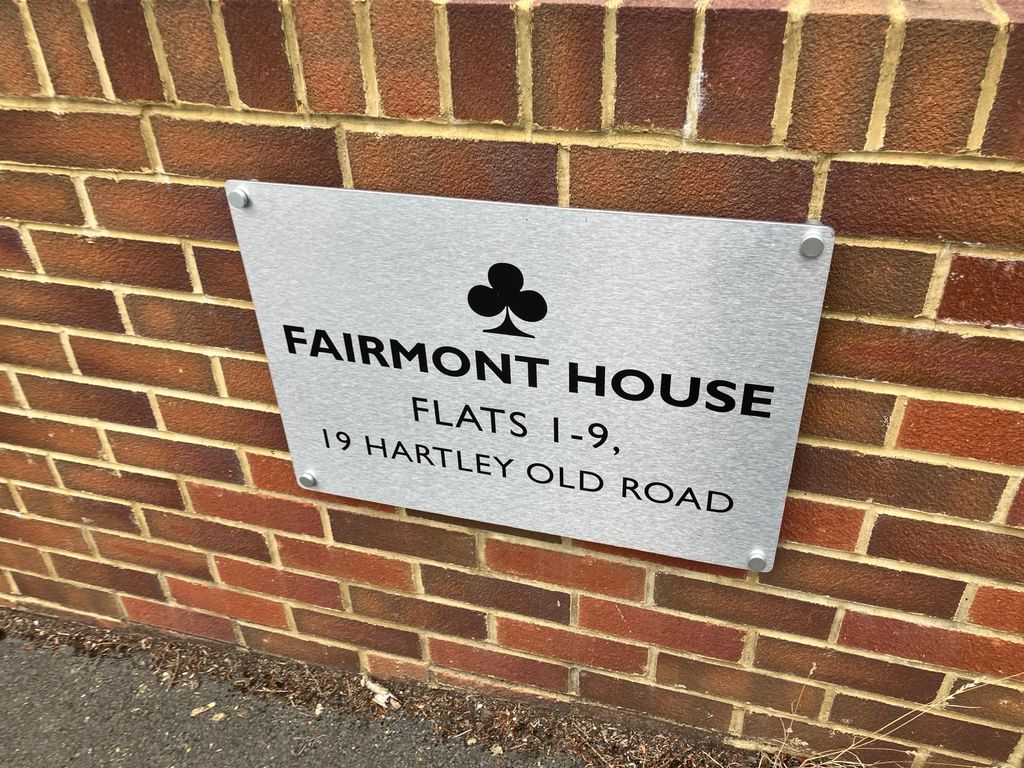 FAIRMONT HOUSE
FLATS 1-9,
19 HARTLEY OLD ROAD